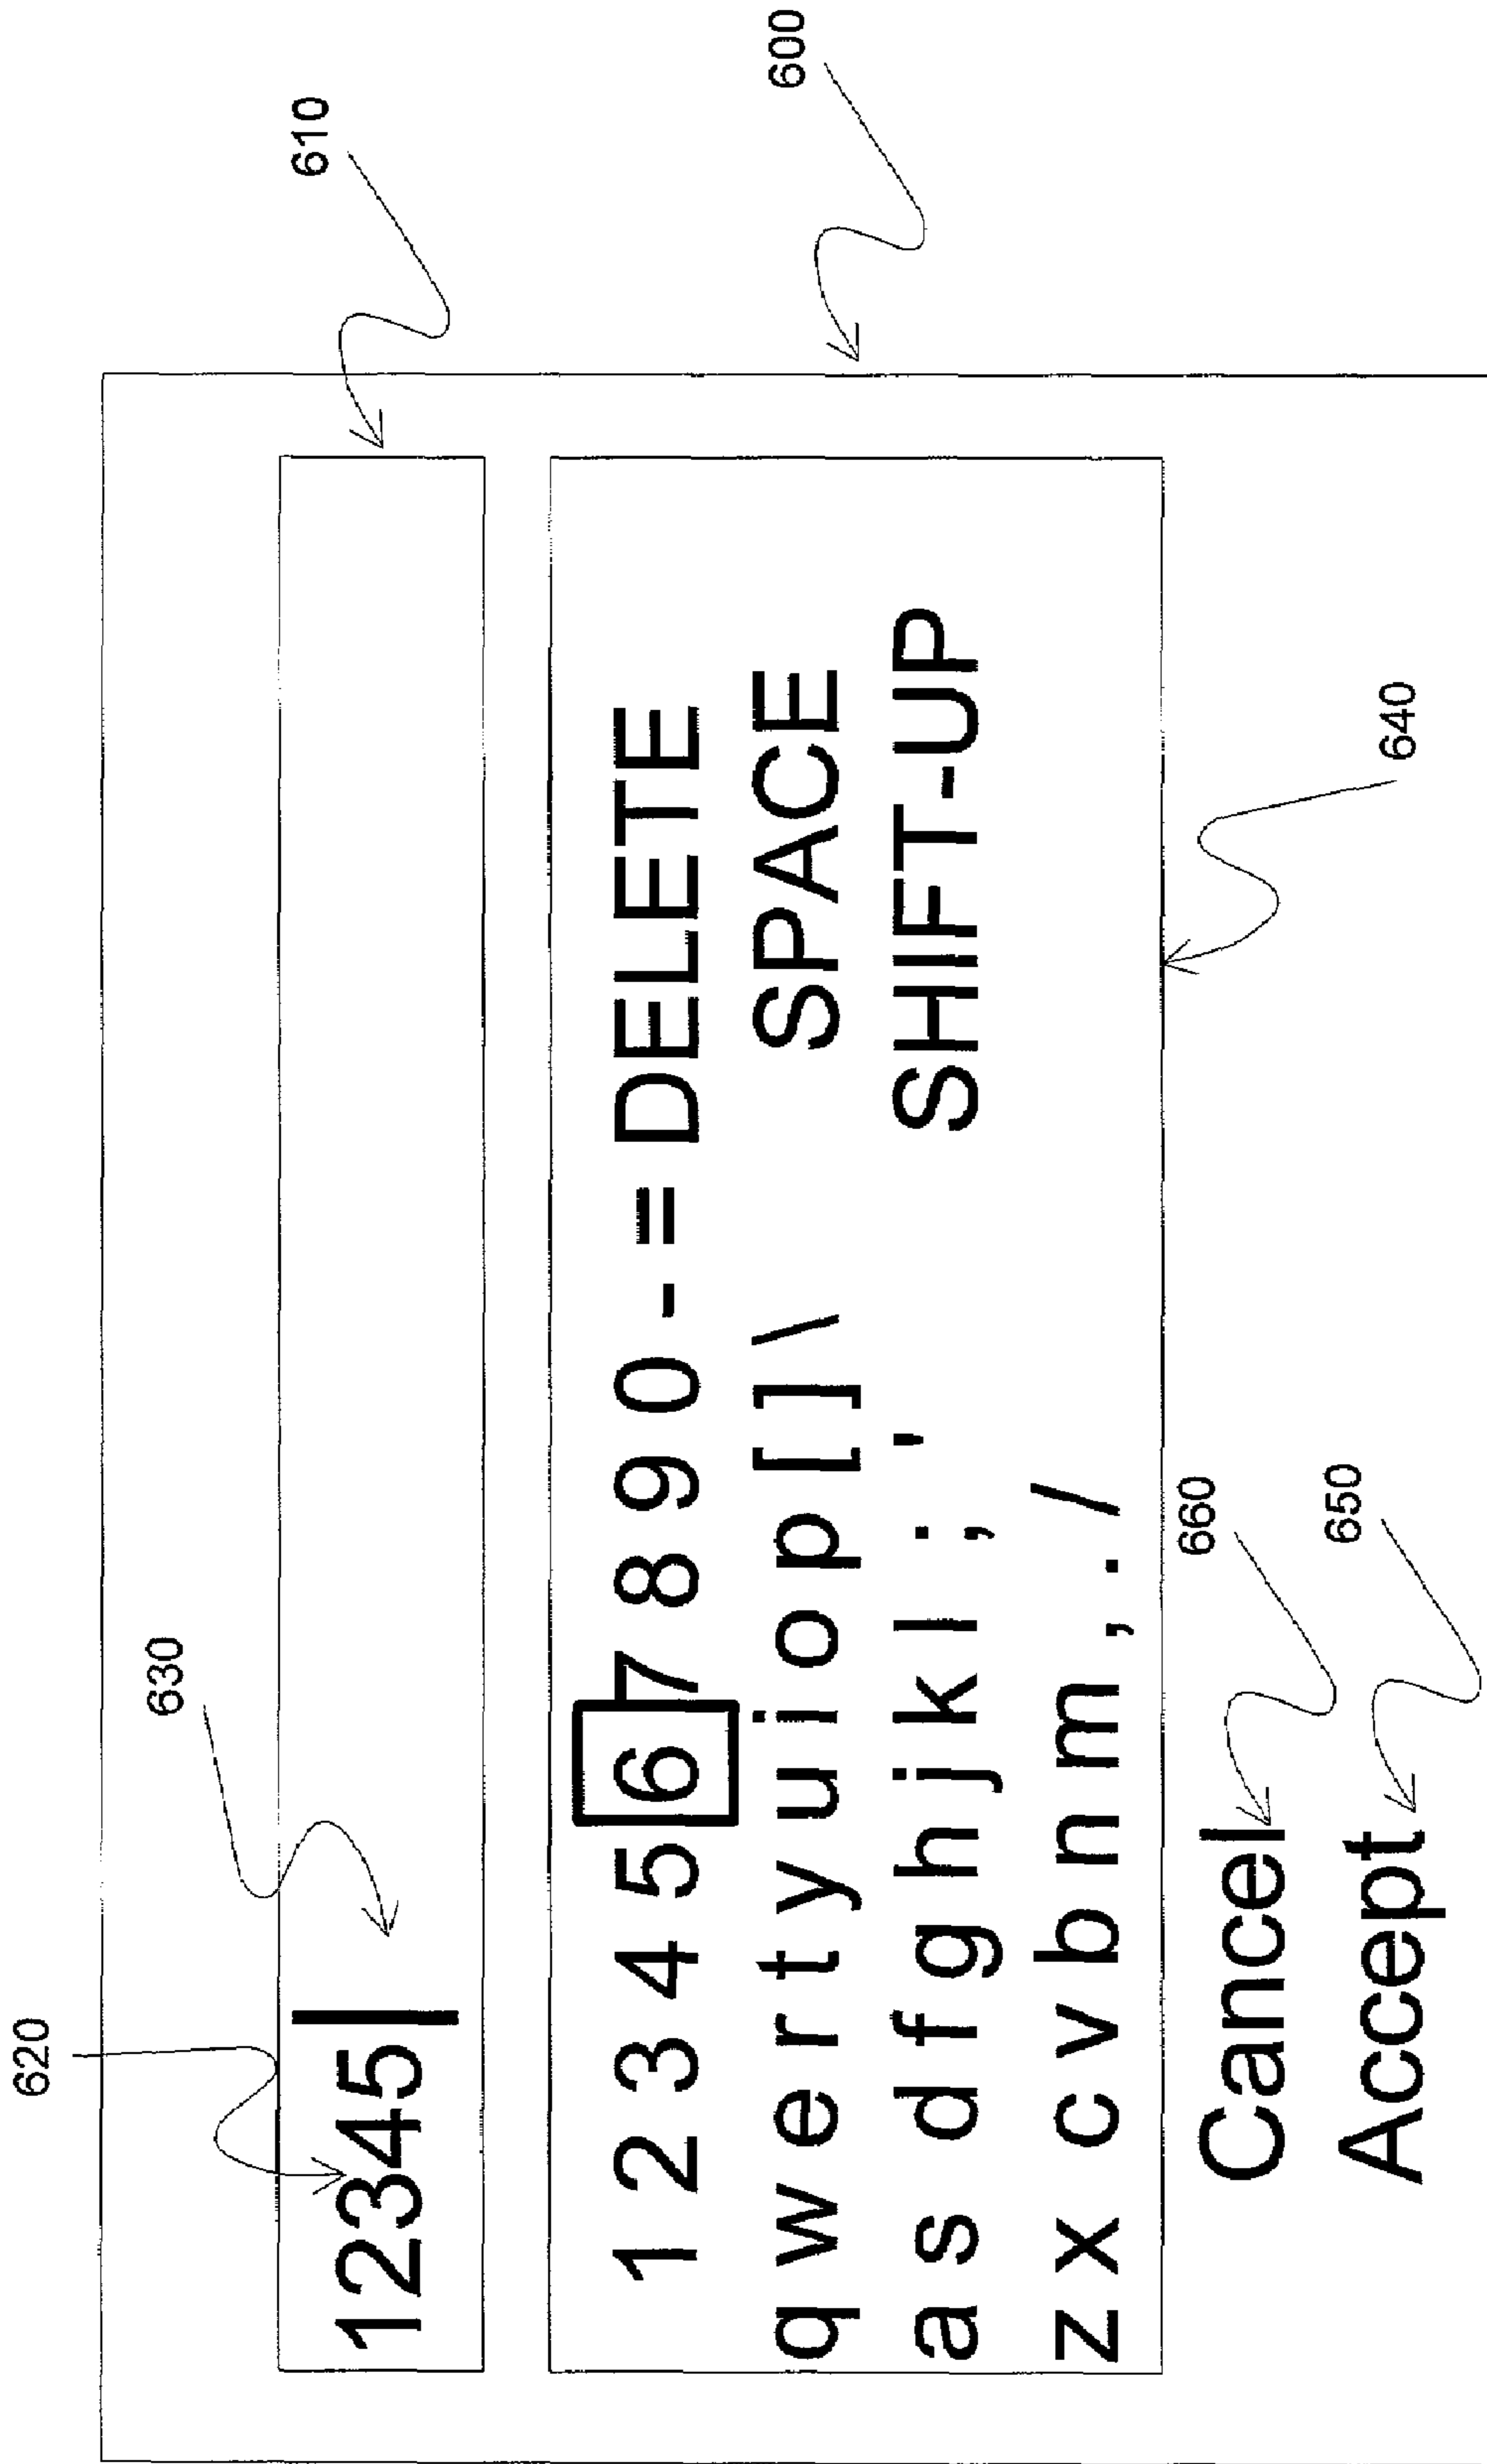 610
600
620
630
12345|
1 2 3 4 5 6 7 8 9 0 - = DELETE
q w e r t y u i o p [ ] \ SPACE
a s d f g h j k l ; ' SHIFT-UP
z x c v b n m , . /
640
660
Cancel
650
Accept